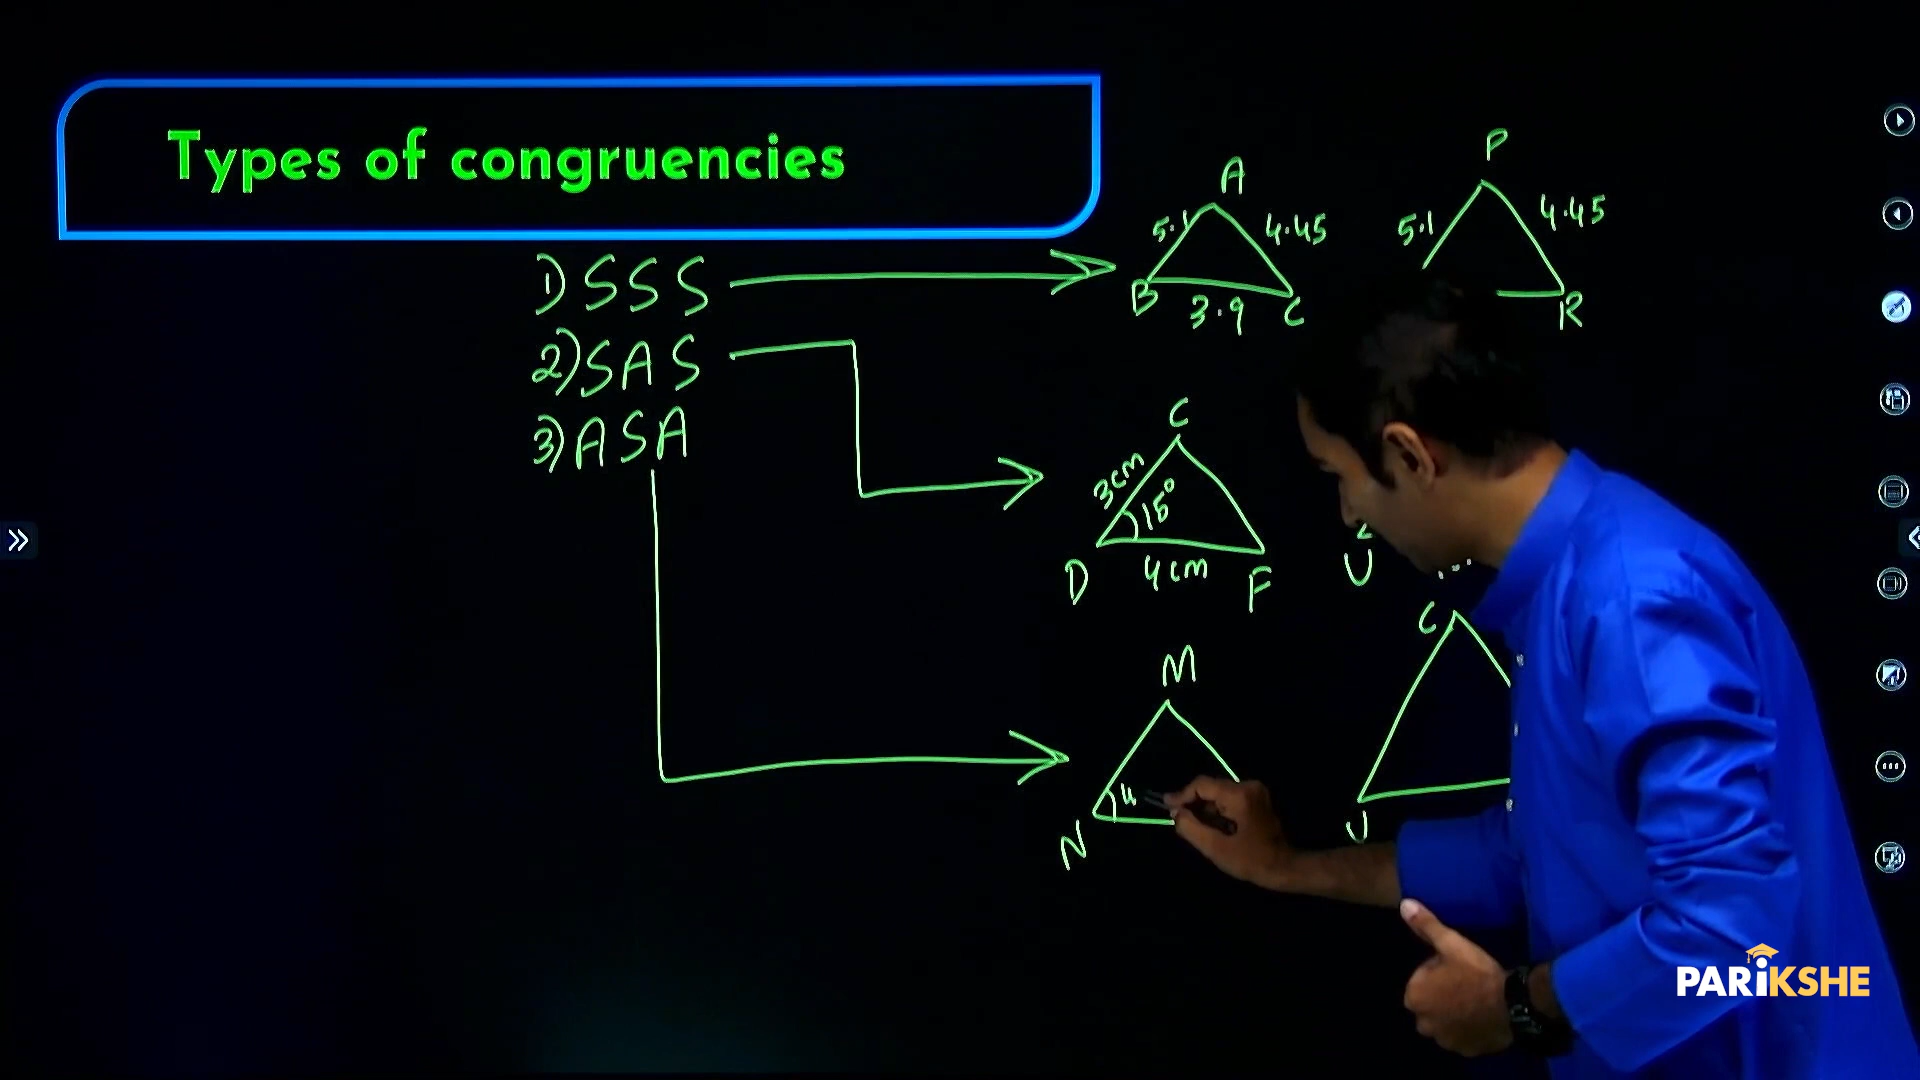 Types of congruencies
1) SSS
2) SAS
3) ASA
A
5.1
4.45
B
3.9
C
P
5.1
4.45
R
C
3cm
15°
D
4cm
F
U
M
N
C
U
PARiKSHE